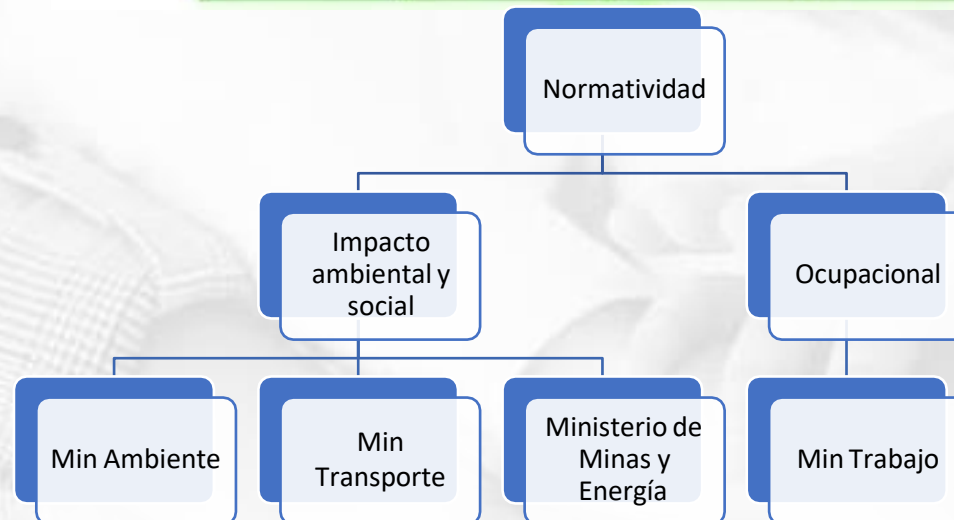 Normatividad
Impacto
ambiental y
social
Ocupacional
Min Ambiente
Min
Transporte
Ministerio de
Minas y
Energía
Min Trabajo